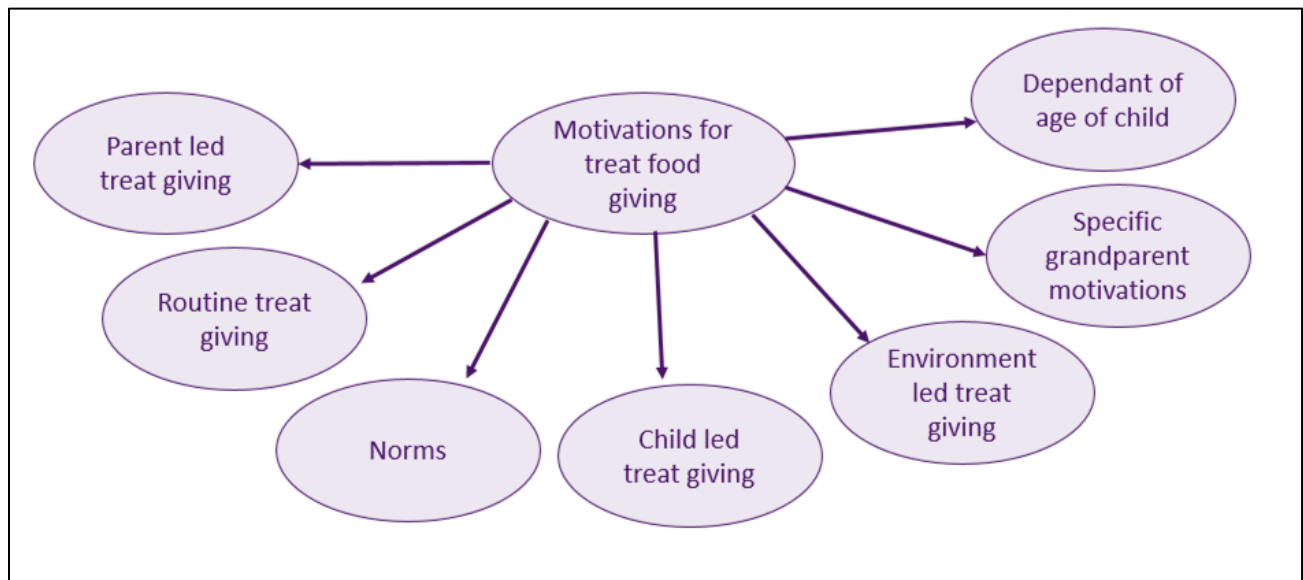 Motivations for
treat food
giving
Parent led
treat giving
Routine treat
giving
Norms
Child led
treat giving
Environment
led treat
giving
Specific
grandparent
motivations
Dependant of
age of child